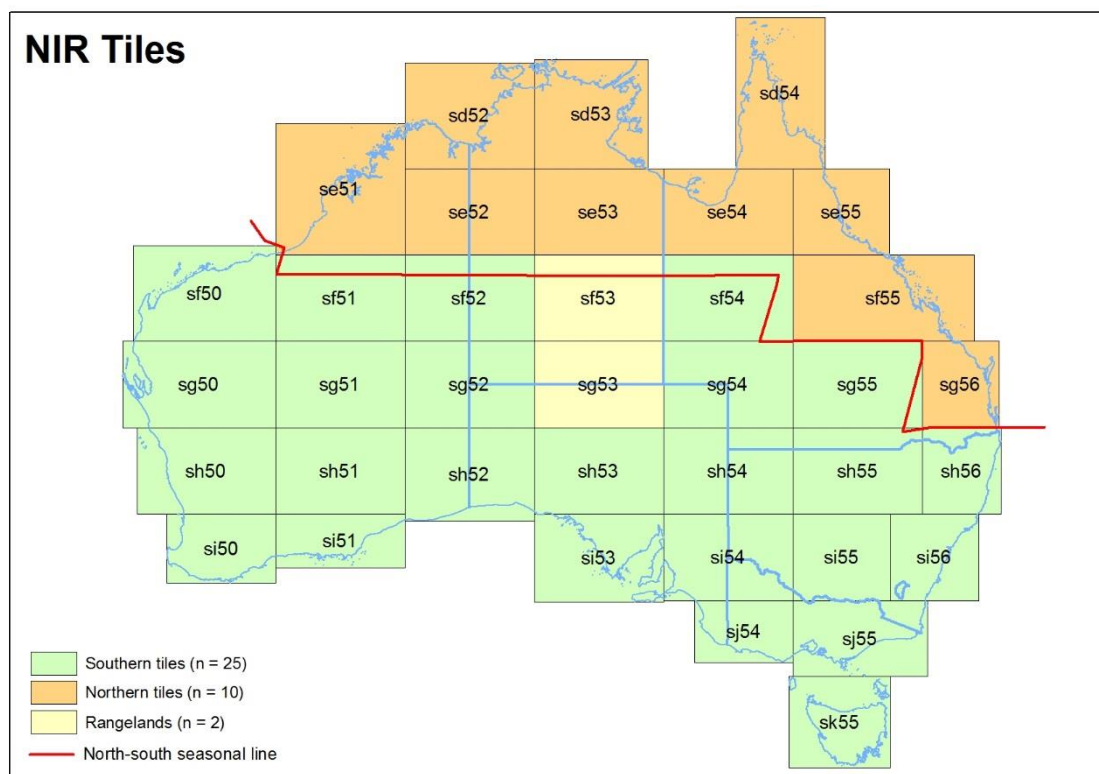 NIR Tiles
sd54
sd52
sd53
se51
se52
se53
se54
se55
sf50
sf51
sf52
sf53
sf54
sf55
sg50
sg51
sg52
sg53
sg54
sg55
sg56
sh50
sh51
sh52
sh53
sh54
sh55
sh56
si50
si51
si53
si54
si55
si56
sj54
sj55
sk55
Southern tiles (n = 25)
Northern tiles (n = 10)
Rangelands (n = 2)
North-south seasonal line